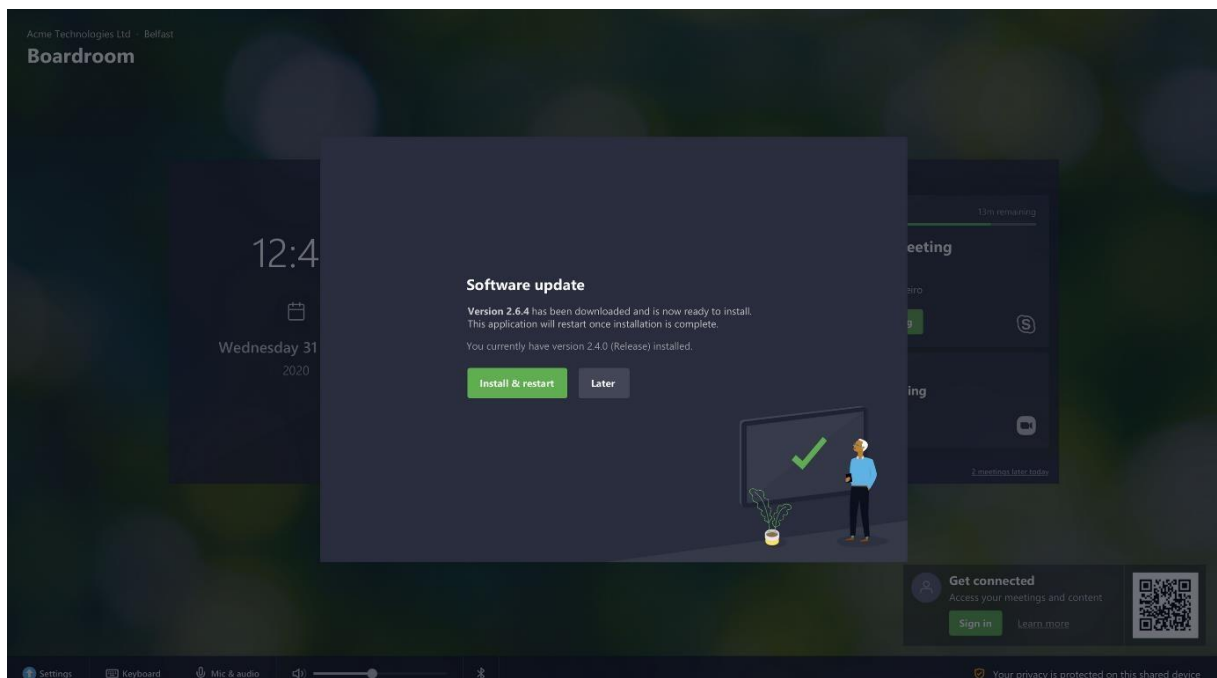 Acme Technologies Ltd · Belfast
Boardroom
12:4
Wednesday 31
2020
Software update
Version 2.6.4 has been downloaded and is now ready to install.
This application will restart once installation is complete.
You currently have version 2.4.0 (Release) installed.
Install & restart
Later
13m remaining
eeting
eiro
g
ing
2 meetings later today
Get connected
Access your meetings and content
Sign in
Learn more
Settings
Keyboard
Mic & audio
Your privacy is protected on this shared device